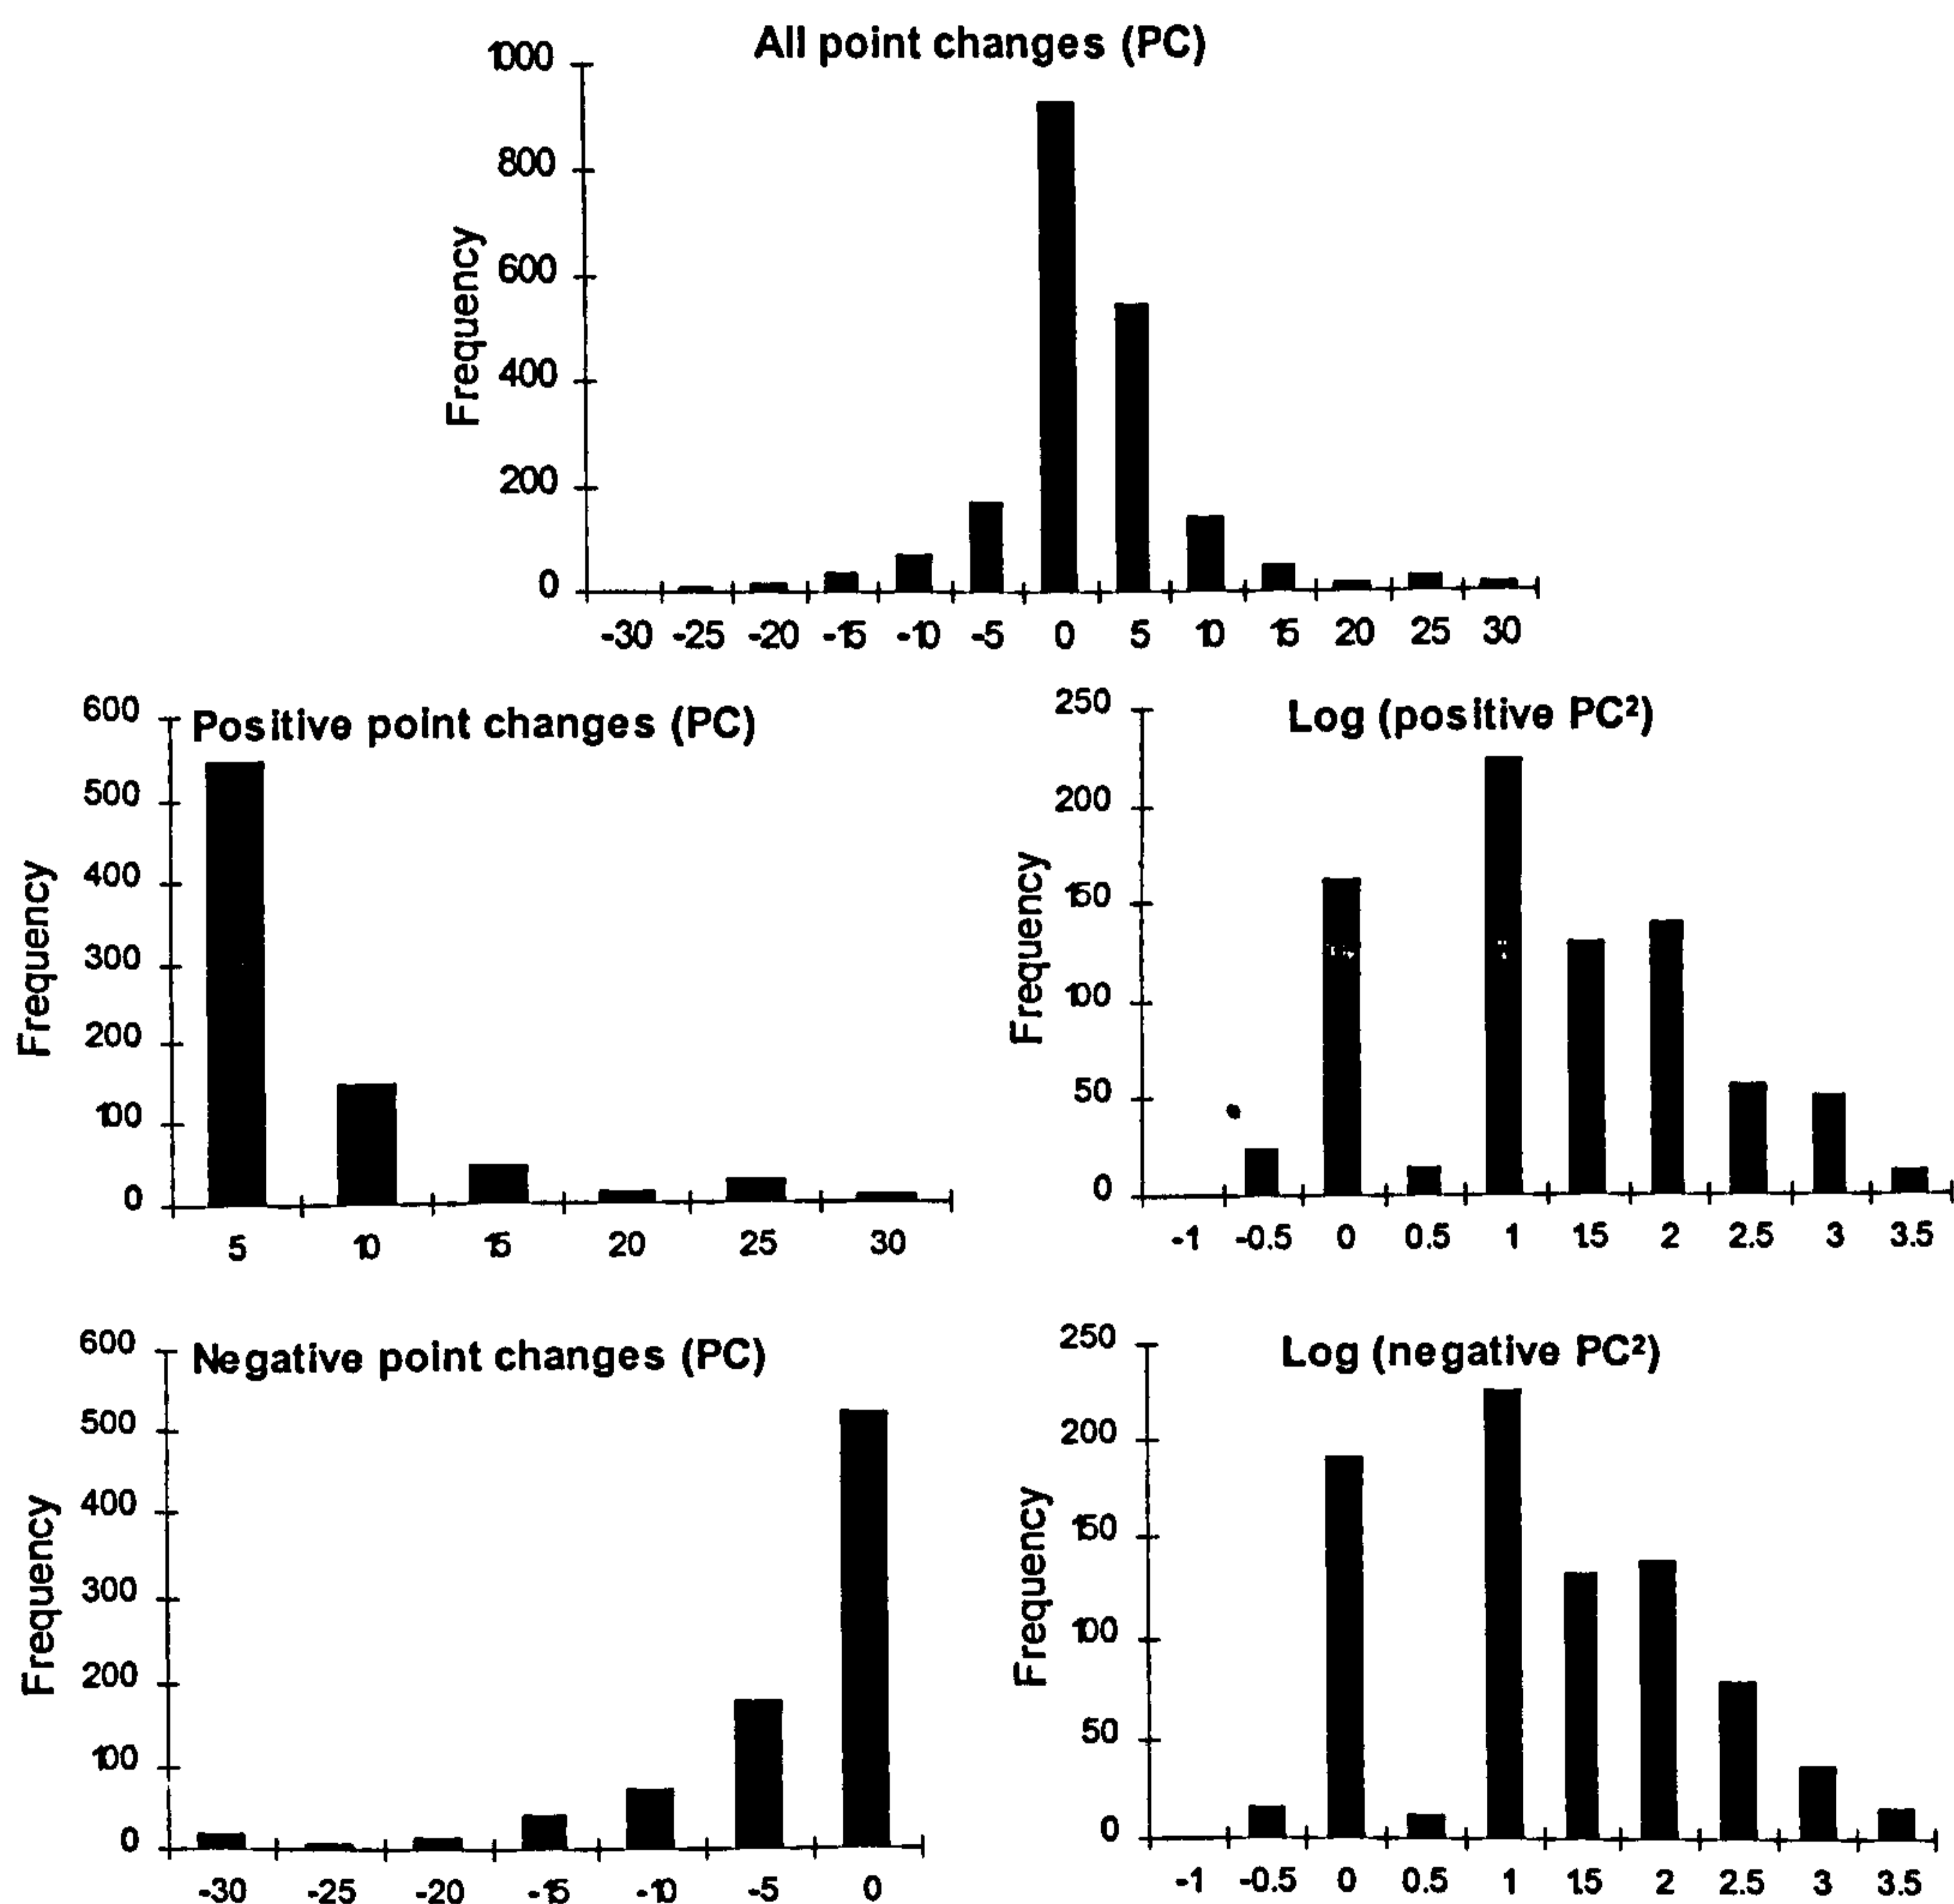 All point changes (PC)
1000
800
600
400
200
0
Frequency
-30 -25 -20 -15 -10 -5 0 5 10 15 20 25 30
Positive point changes (PC)
600
500
400
300
200
100
0
Frequency
5 10 15 20 25 30
Log (positive PC²)
250
200
150
100
50
0
Frequency
-1 -0.5 0 0.5 1 1.5 2 2.5 3 3.5
Negative point changes (PC)
600
500
400
300
200
100
0
Frequency
-30 -25 -20 -15 -10 -5 0
Log (negative PC²)
250
200
150
100
50
0
Frequency
-1 -0.5 0 0.5 1 1.5 2 2.5 3 3.5